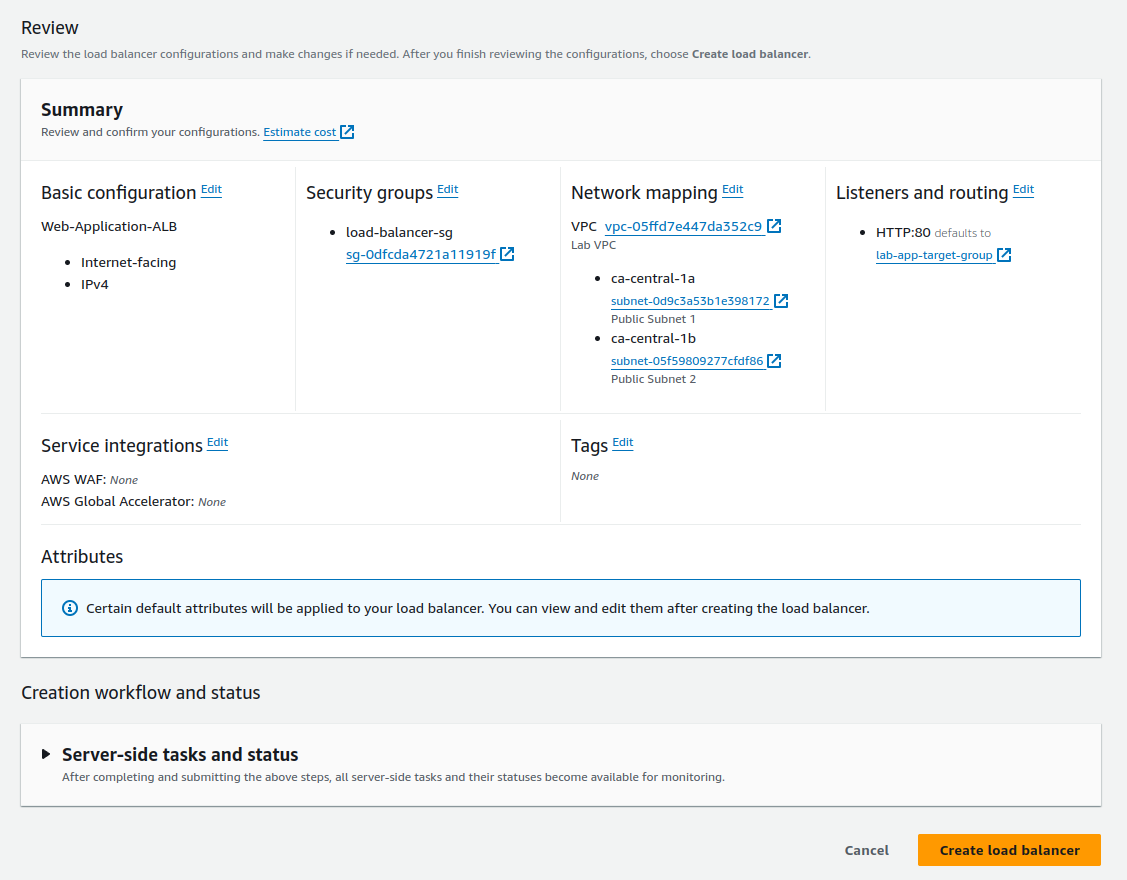 Review
Review the load balancer configurations and make changes if needed. After you finish reviewing the configurations, choose Create load balancer.
Summary
Review and confirm your configurations. Estimate cost
Basic configuration Edit
Web-Application-ALB
• Internet-facing
• IPv4
Security groups Edit
• load-balancer-sg
sg-0dfcda4721a11919f
Network mapping Edit
VPC vpc-05ffd7e447da352c9
Lab VPC
• ca-central-1a
subnet-0d9c3a53b1e398172
Public Subnet 1
• ca-central-1b
subnet-05f59809277cfdf86
Public Subnet 2
Listeners and routing Edit
• HTTP:80 defaults to
lab-app-target-group
Service integrations Edit
AWS WAF: None
AWS Global Accelerator: None
Tags Edit
None
Attributes
Certain default attributes will be applied to your load balancer. You can view and edit them after creating the load balancer.
Creation workflow and status
Server-side tasks and status
After completing and submitting the above steps, all server-side tasks and their statuses become available for monitoring.
Cancel
Create load balancer